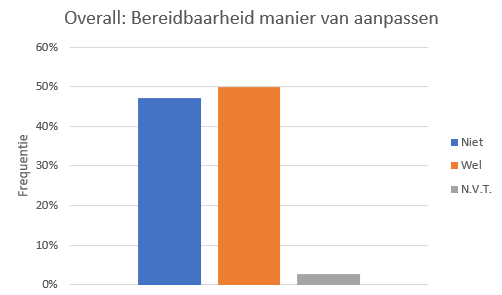 Overall: Bereidbaarheid manier van aanpassen
60%
50%
40%
30%
20%
10%
0%
Frequentie
Niet
Wel
N.V.T.